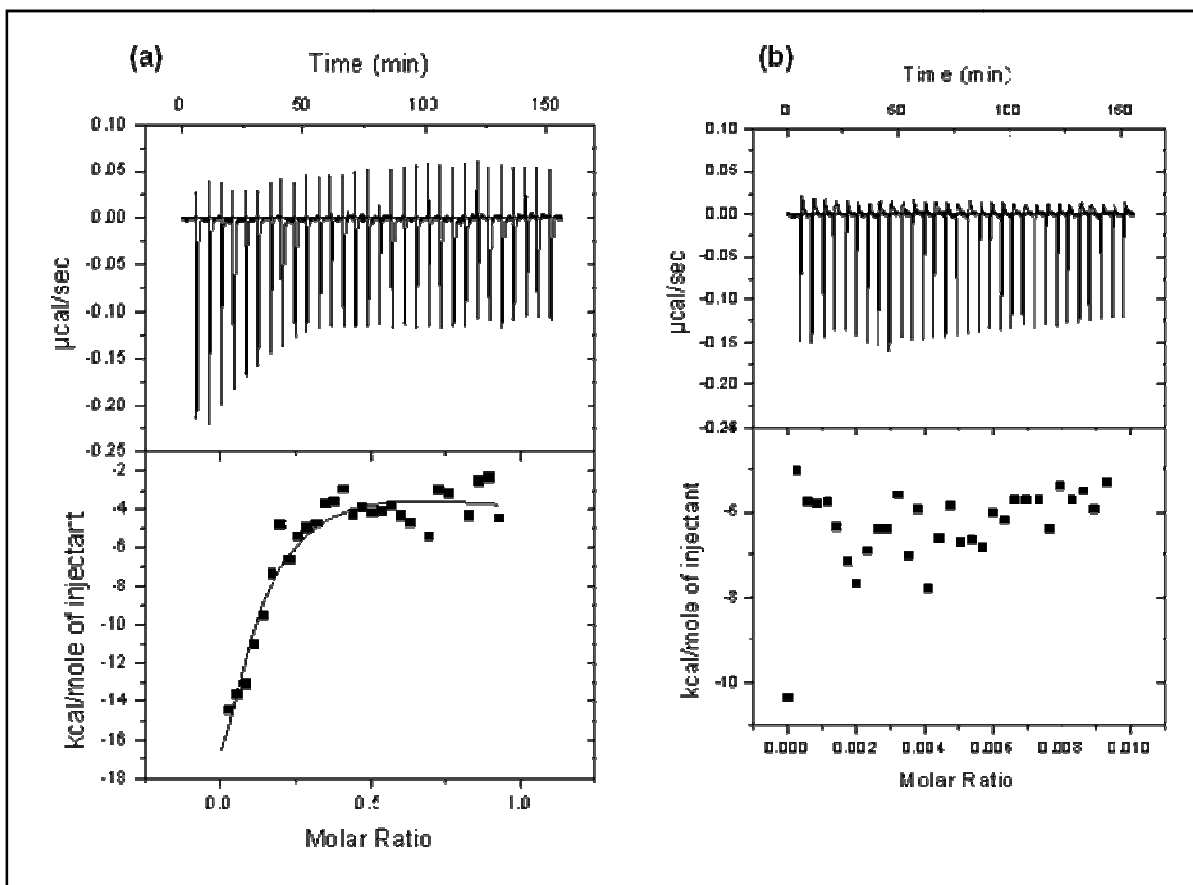 (a)
Time (min)
0 50 100 150
0.10
0.05
0.00
-0.05
-0.10
-0.15
-0.20
-0.25
µcal/sec
-2
-4
-6
-8
-10
-12
-14
-16
-18
kcal/mole of injectant
0.0 0.5 1.0
Molar Ratio
(b)
Time (min)
0 50 100 150
0.10
0.05
0.00
-0.05
-0.10
-0.15
-0.20
-0.25
µcal/sec
-6
-8
-10
kcal/mole of injectant
0.000 0.002 0.004 0.006 0.008 0.010
Molar Ratio